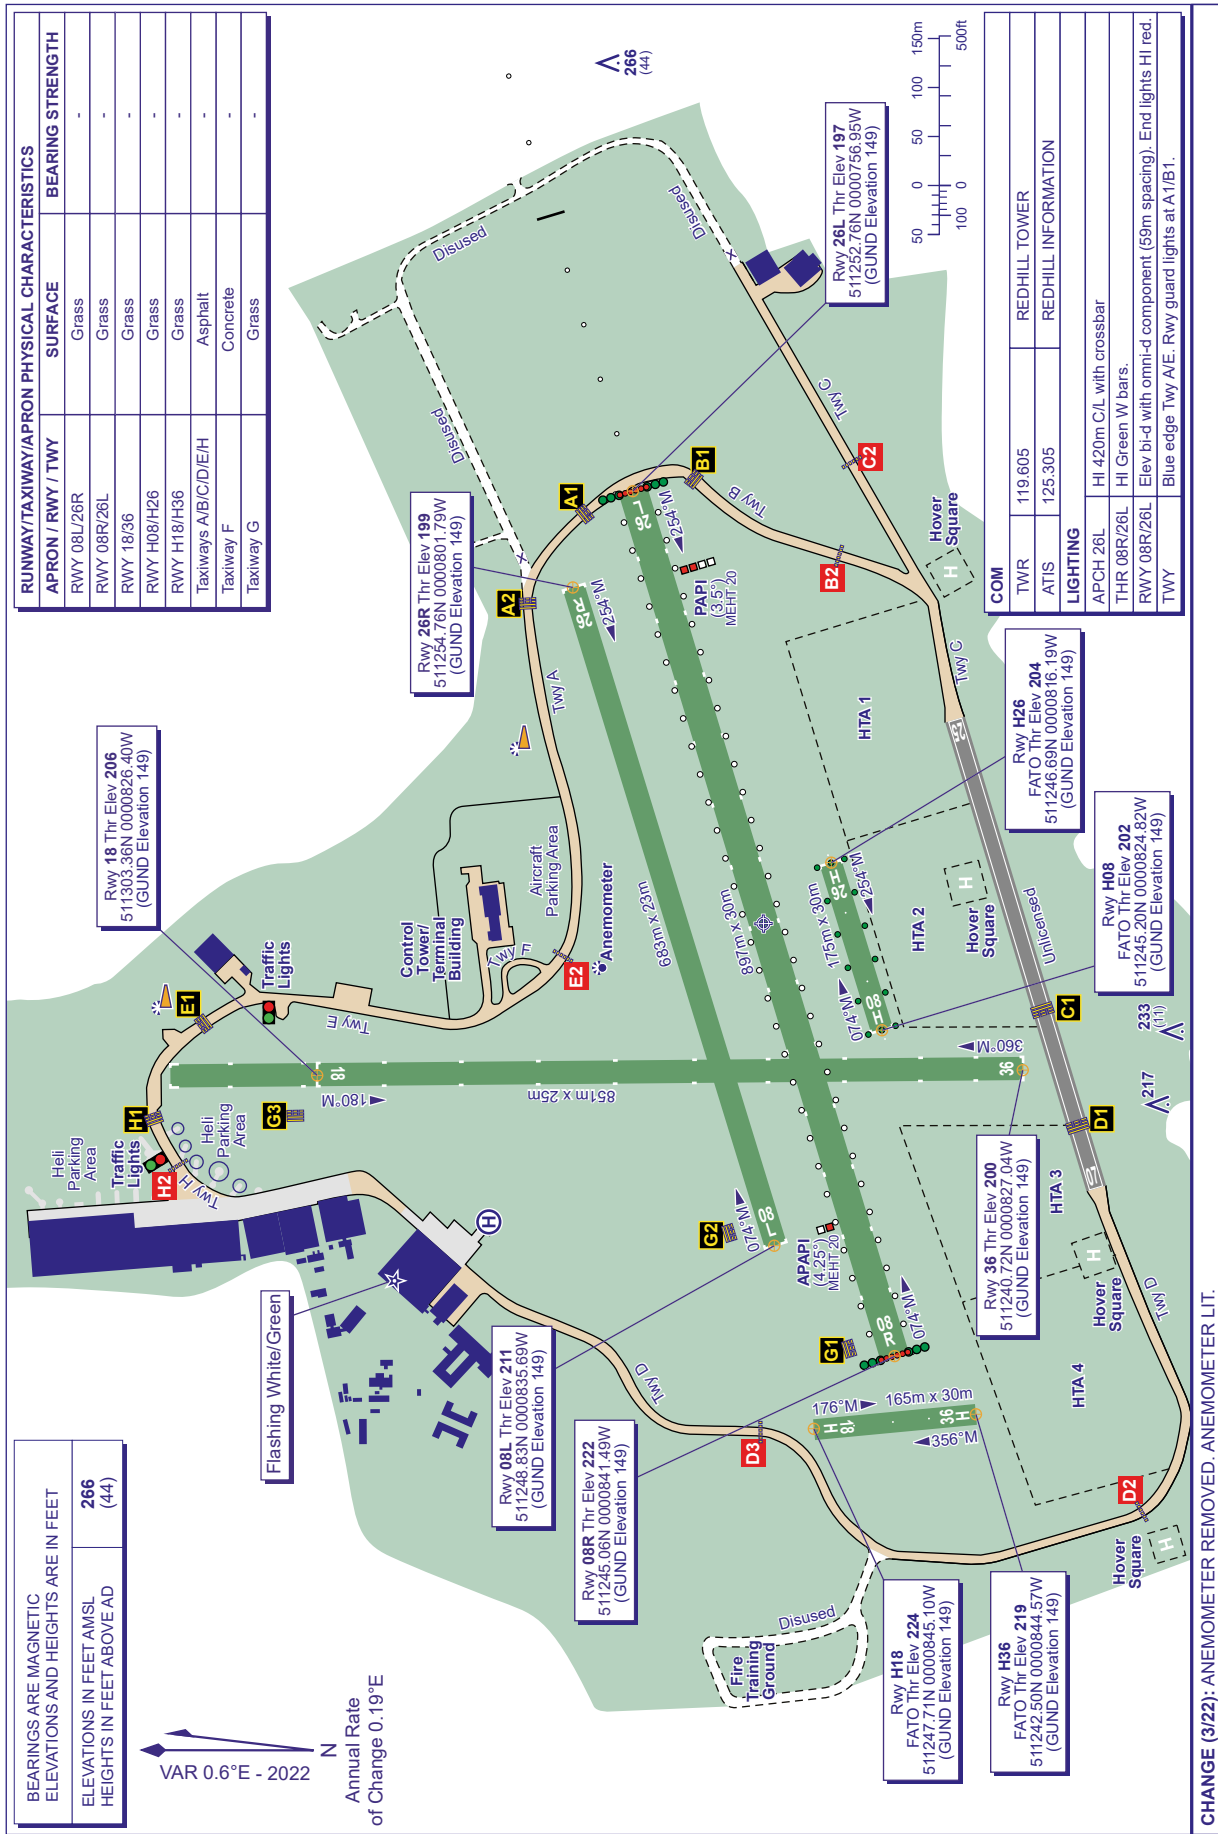 BEARINGS ARE MAGNETIC
ELEVATIONS AND HEIGHTS ARE IN FEET
ELEVATIONS IN FEET AMSL
HEIGHTS IN FEET ABOVE AD
266
(44)
VAR 0.6°E - 2022
N
Annual Rate
of Change 0.19°E
RUNWAY/TAXIWAY/APRON PHYSICAL CHARACTERISTICS
APRON / RWY / TWY SURFACE BEARING STRENGTH
RWY 08L/26R Grass -
RWY 08R/26L Grass -
RWY 18/36 Grass -
RWY H08/H26 Grass -
RWY H18/H36 Grass -
Taxiways A/B/C/D/E/H Asphalt -
Taxiway F Concrete -
Taxiway G Grass -
COM
TWR 119.605 REDHILL TOWER
ATIS 125.305 REDHILL INFORMATION
LIGHTING
APCH 26L HI 420m C/L with crossbar
THR 08R/26L HI Green W bars.
RWY 08R/26L Elev bi-d with omni-d component (59m spacing). End lights HI red.
TWY Blue edge Twy A/E. Rwy guard lights at A1/B1.
50 0 50 100 150m
100 0 500ft
266
(44)
233
(11)
217
Rwy 18 Thr Elev 206
511303.36N 0000826.40W
(GUND Elevation 149)
Rwy 26R Thr Elev 199
511254.76N 0000801.79W
(GUND Elevation 149)
Rwy 26L Thr Elev 197
511252.76N 0000756.95W
(GUND Elevation 149)
Rwy H26
FATO Thr Elev 204
511246.69N 0000816.19W
(GUND Elevation 149)
Rwy H08
FATO Thr Elev 202
511245.20N 0000824.82W
(GUND Elevation 149)
Rwy 36 Thr Elev 200
511240.72N 0000827.04W
(GUND Elevation 149)
Rwy 08L Thr Elev 211
511248.83N 0000835.69W
(GUND Elevation 149)
Rwy 08R Thr Elev 222
511245.06N 0000841.49W
(GUND Elevation 149)
Rwy H18
FATO Thr Elev 224
511247.71N 0000845.10W
(GUND Elevation 149)
Rwy H36
FATO Thr Elev 219
511242.50N 0000844.57W
(GUND Elevation 149)
Flashing White/Green
Heli
Parking
Area
Traffic
Lights
H2
H1
Twy H
Heli
Parking
Area
G3
E1
Traffic
Lights
Twy E
Control
Tower/
Terminal
Building
Twy F
Aircraft
Parking Area
E2
Anemometer
Twy A
A2
A1
Disused
Disused
Disused
X
X
B1
Twy B
B2
Twy C
C2
Hover
Square
H
Twy C
HTA 1
HTA 2
Hover
Square
H
Unlicensed
25
07
C1
D1
HTA 3
Hover
Square
H
Twy D
HTA 4
D2
Hover
Square
H
D3
Twy D
Disused
Fire
Training
Ground
H
G2
G1
18
180°M
851m x 25m
360°M
36
26
R
254°M
683m x 23m
074°M
08
L
26
L
254°M
PAPI
(3.5°)
MEHT 20
897m x 30m
APAPI
(4.25°)
MEHT 20
08
R
074°M
H
26
254°M
175m x 30m
074°M
H
08
176°M
165m x 30m
H
18
36
H
356°M
CHANGE (3/22): ANEMOMETER REMOVED. ANEMOMETER LIT.